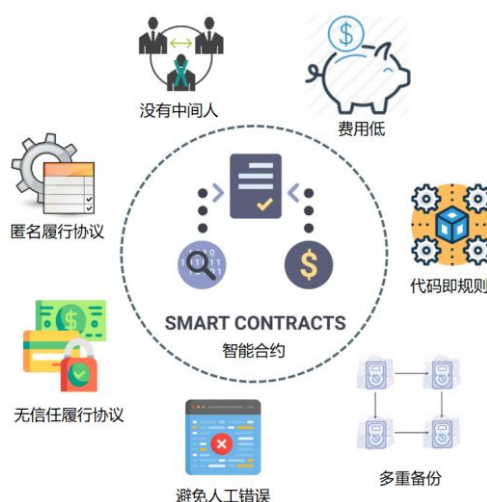 没有中间人
费用低
匿名履行协议
代码即规则
SMART CONTRACTS
智能合约
无信任履行协议
多重备份
避免人工错误